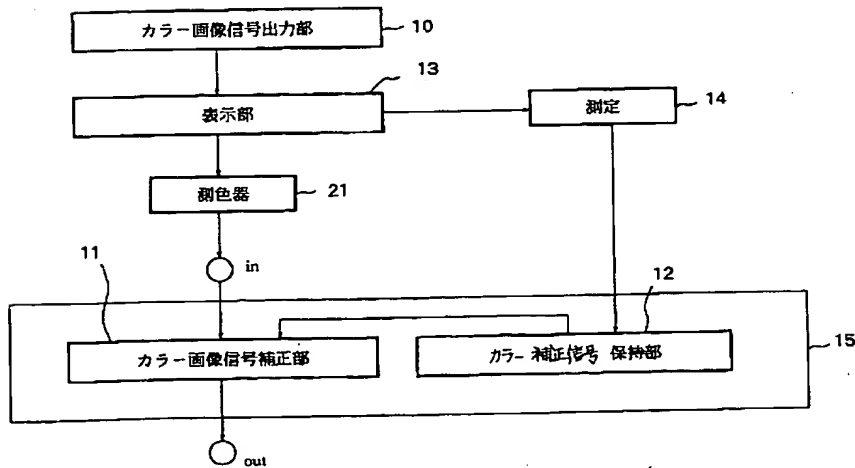 カラー画像信号出力部
10
13
表示部
測定
14
測色器
21
in
11
12
カラー画像信号補正部
カラー 補正信号 保持部
15
out